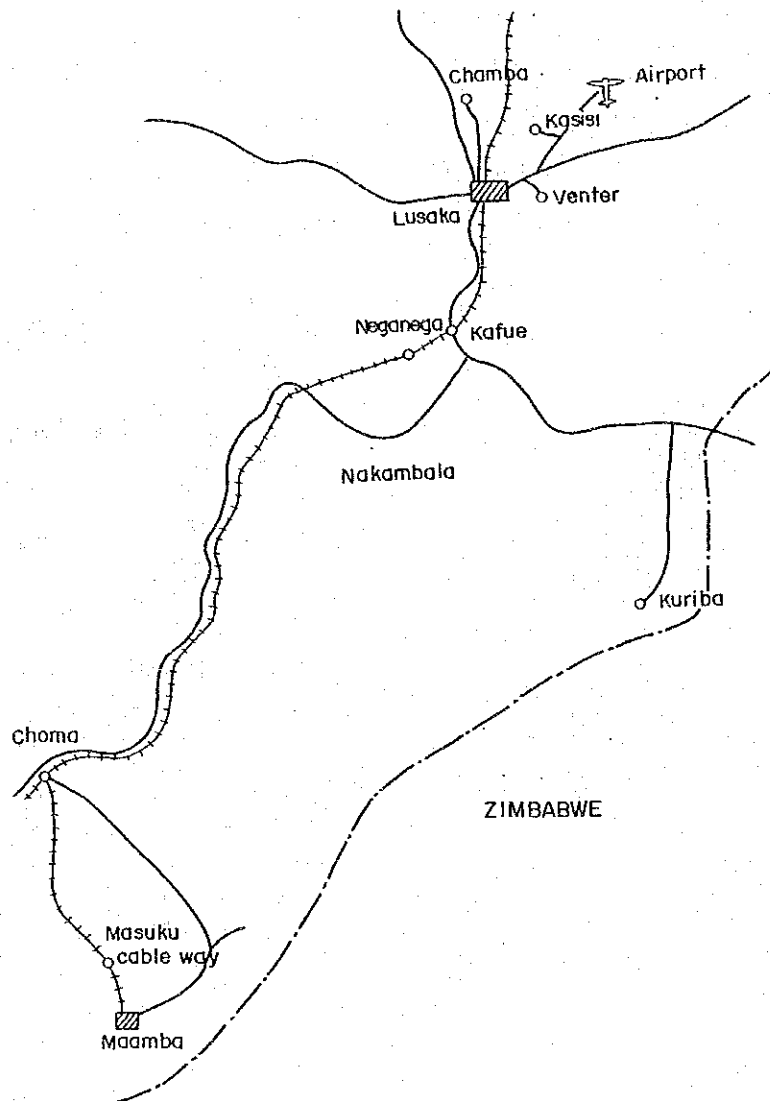 Chamba
Airport
Kasisi
Venter
Lusaka
Neganega
Kafue
Nakambala
Kuriba
Choma
ZIMBABWE
Masuku
cable way
Maamba